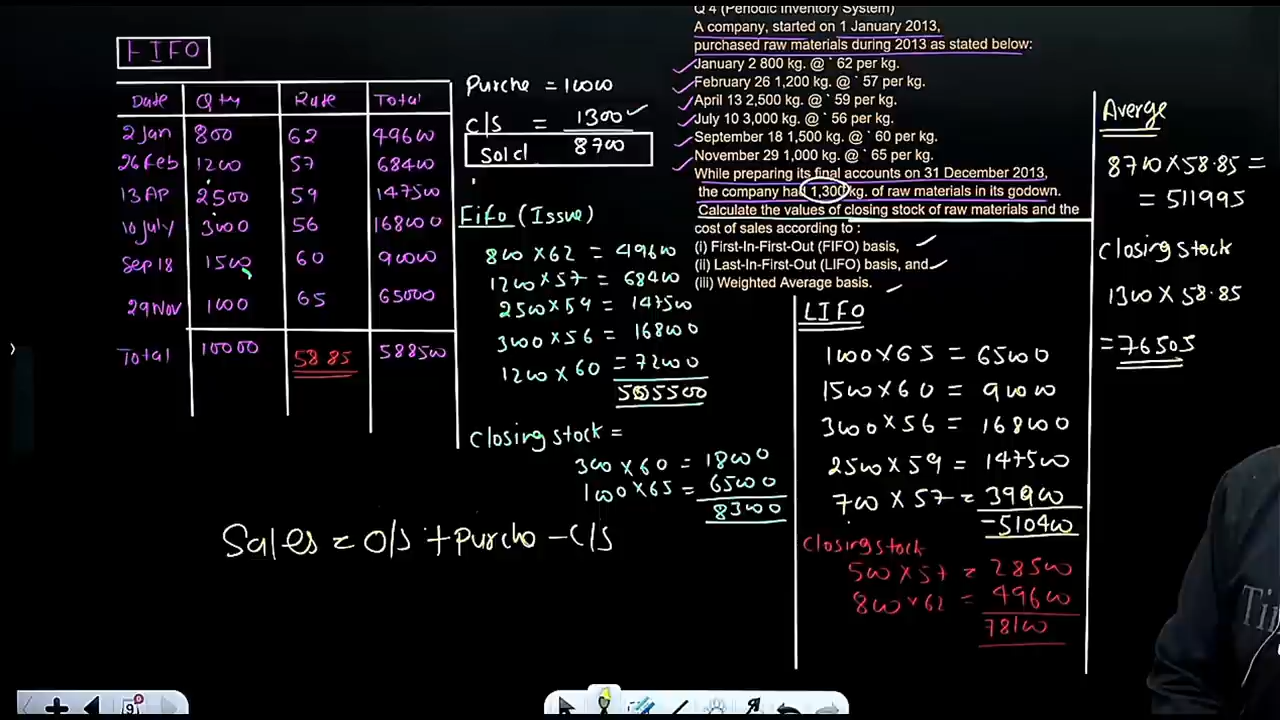 FIFO
Date Qty Rate Total
2 Jan 800 62 49600
26 Feb 1200 57 68400
13 AP 2500 59 147500
10 July 3000 56 168000
Sep 18 1500 60 90000
29 Nov 1000 65 65000
Total 10000 58.85 588500
Purche = 10000
c/s = 1300
Sold 8700
Fifo (Issue)
800 × 62 = 49600
1200 × 57 = 68400
2500 × 59 = 147500
3000 × 56 = 168000
1200 × 60 = 72000
505500
Closing stock =
300 × 60 = 18000
1000 × 65 = 65000
83000
Sales = O/S + Purcho - C/S
Q 4 (Periodic Inventory System)
A company, started on 1 January 2013,
purchased raw materials during 2013 as stated below:
January 2 800 kg. @ ` 62 per kg.
February 26 1,200 kg. @ ` 57 per kg.
April 13 2,500 kg. @ ` 59 per kg.
July 10 3,000 kg. @ ` 56 per kg.
September 18 1,500 kg. @ ` 60 per kg.
November 29 1,000 kg. @ ` 65 per kg.
While preparing its final accounts on 31 December 2013,
the company had 1,300 kg. of raw materials in its godown.
Calculate the values of closing stock of raw materials and the
cost of sales according to :
(i) First-In-First-Out (FIFO) basis,
(ii) Last-In-First-Out (LIFO) basis, and
(iii) Weighted Average basis.
LIFO
1000 × 65 = 65000
1500 × 60 = 90000
3000 × 56 = 168000
2500 × 59 = 147500
700 × 57 = 39900
510400
Closing stock
500 × 57 = 28500
800 × 62 = 49600
78100
Averge
8700 × 58.85 =
= 511995
Closing stock
1300 × 58.85
= 76505